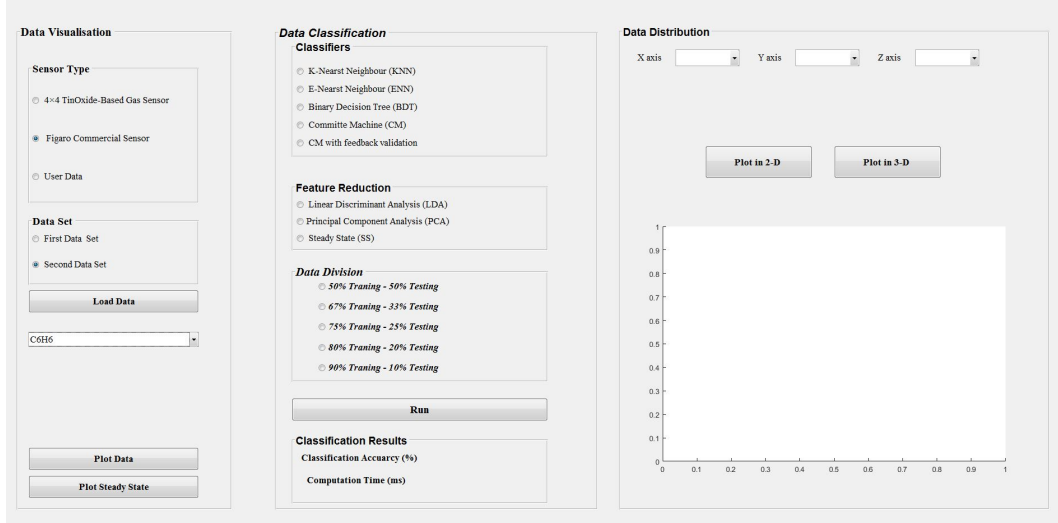 Data Visualisation
Sensor Type
4×4 TinOxide-Based Gas Sensor
Figaro Commercial Sensor
User Data
Data Set
First Data Set
Second Data Set
Load Data
C6H6
Plot Data
Plot Steady State
Data Classification
Classifiers
K-Nearst Neighbour (KNN)
E-Nearst Neighbour (ENN)
Binary Decision Tree (BDT)
Committe Machine (CM)
CM with feedback validation
Feature Reduction
Linear Discriminant Analysis (LDA)
Principal Component Analysis (PCA)
Steady State (SS)
Data Division
50% Traning - 50% Testing
67% Traning - 33% Testing
75% Traning - 25% Testing
80% Traning - 20% Testing
90% Traning - 10% Testing
Run
Classification Results
Classification Accuarcy (%)
Computation Time (ms)
Data Distribution
X axis Y axis Z axis
Plot in 2-D Plot in 3-D
1
0.9
0.8
0.7
0.6
0.5
0.4
0.3
0.2
0.1
0
0 0.1 0.2 0.3 0.4 0.5 0.6 0.7 0.8 0.9 1